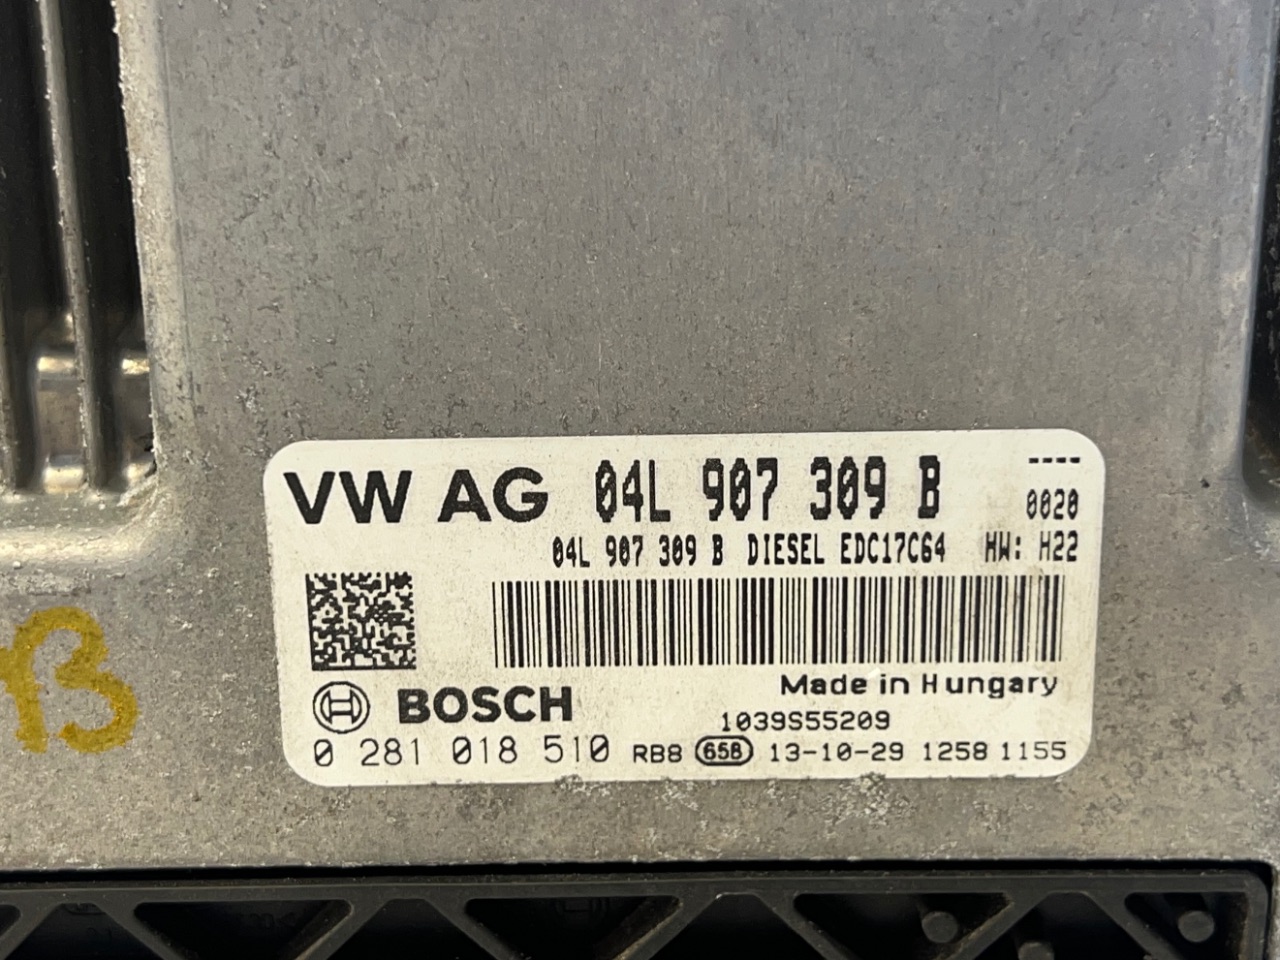 VW AG 04L 907 309 B ----
0020
04L 907 309 B DIESEL EDC17C64 HW: H22
Made in Hungary
BOSCH
1039S55209
0 281 018 510 RB8 658 13-10-29 1258 1155